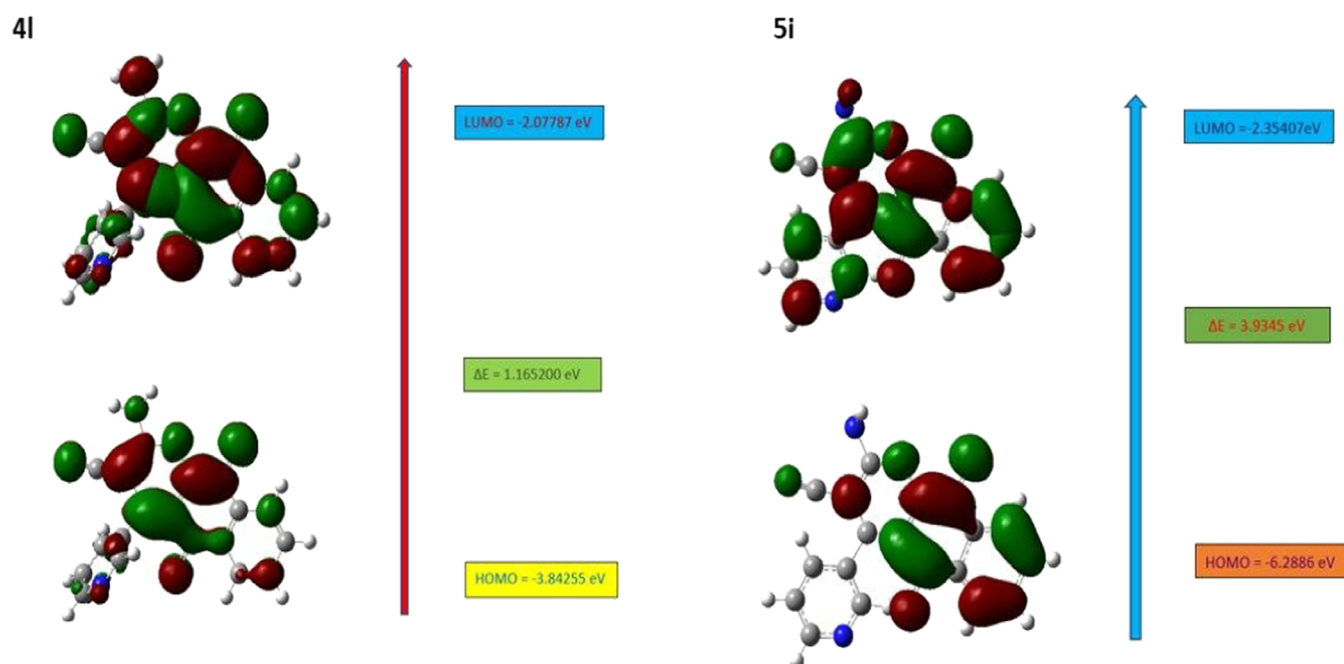 4l
5i
LUMO = -2.07787 eV
LUMO =-2.35407eV
ΔE = 3.9345 eV
ΔE = 1.165200 eV
HOMO = -6.2886 eV
HOMO = -3.84255 eV